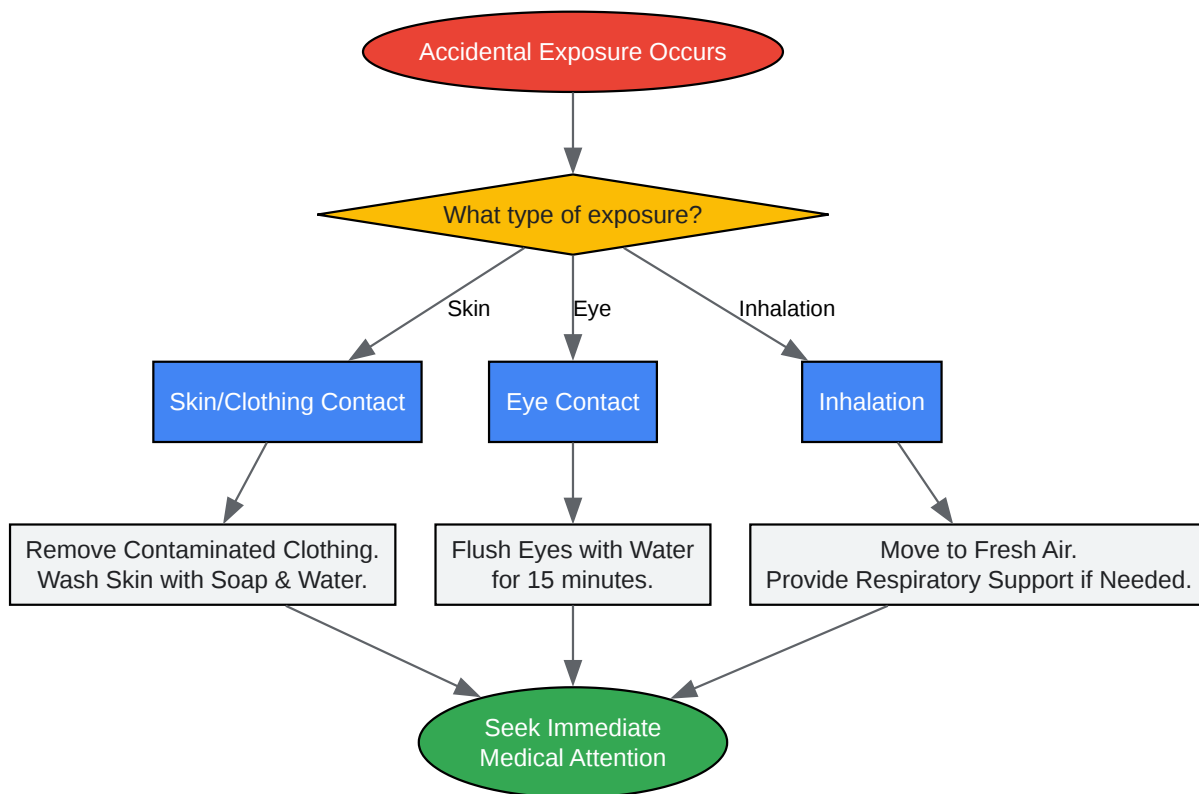 Accidental Exposure Occurs
What type of exposure?
Skin
Eye
Inhalation
Skin/Clothing Contact
Eye Contact
Inhalation
Remove Contaminated Clothing.
Wash Skin with Soap & Water.
Flush Eyes with Water
for 15 minutes.
Move to Fresh Air.
Provide Respiratory Support if Needed.
Seek Immediate
Medical Attention